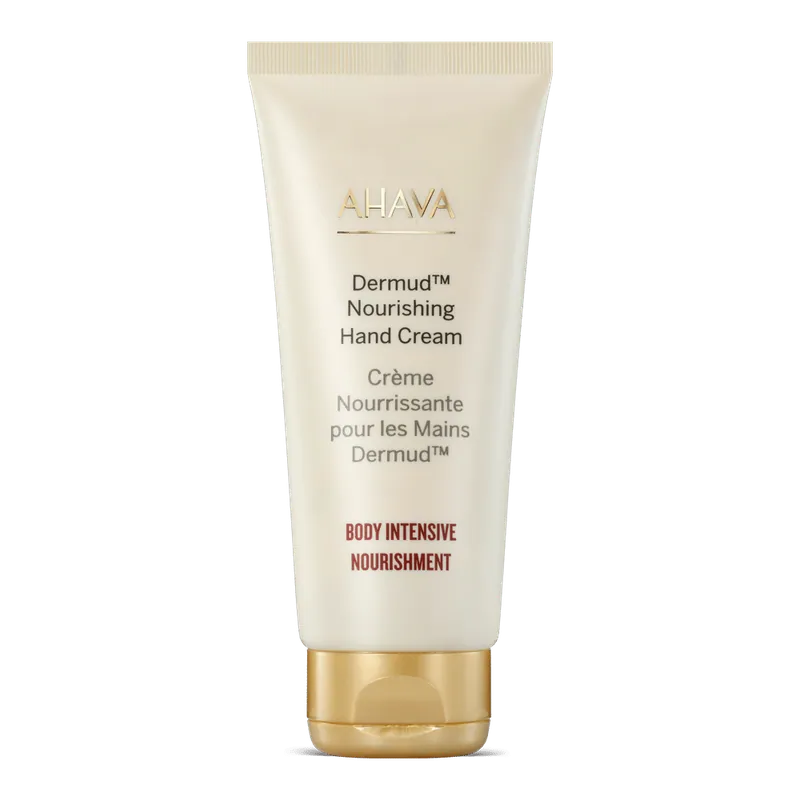 AHAVA
Dermud™
Nourishing
Hand Cream
Crème
Nourrissante
pour les Mains
Dermud™
BODY INTENSIVE
NOURISHMENT